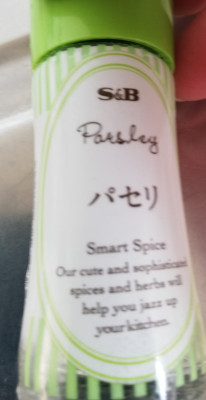 S&B
Parsley
パセリ
Smart Spice
Our cute and sophisticated
spices and herbs will
help you jazz up
your kitchen.